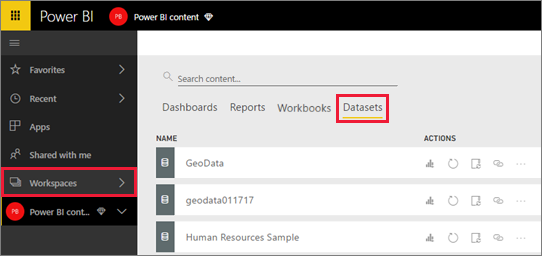 Power BI PB Power BI content
Favorites
Recent
Apps
Shared with me
Workspaces
PB Power BI cont...
Search content...
Dashboards Reports Workbooks Datasets
NAME ACTIONS
GeoData
geodata011717
Human Resources Sample